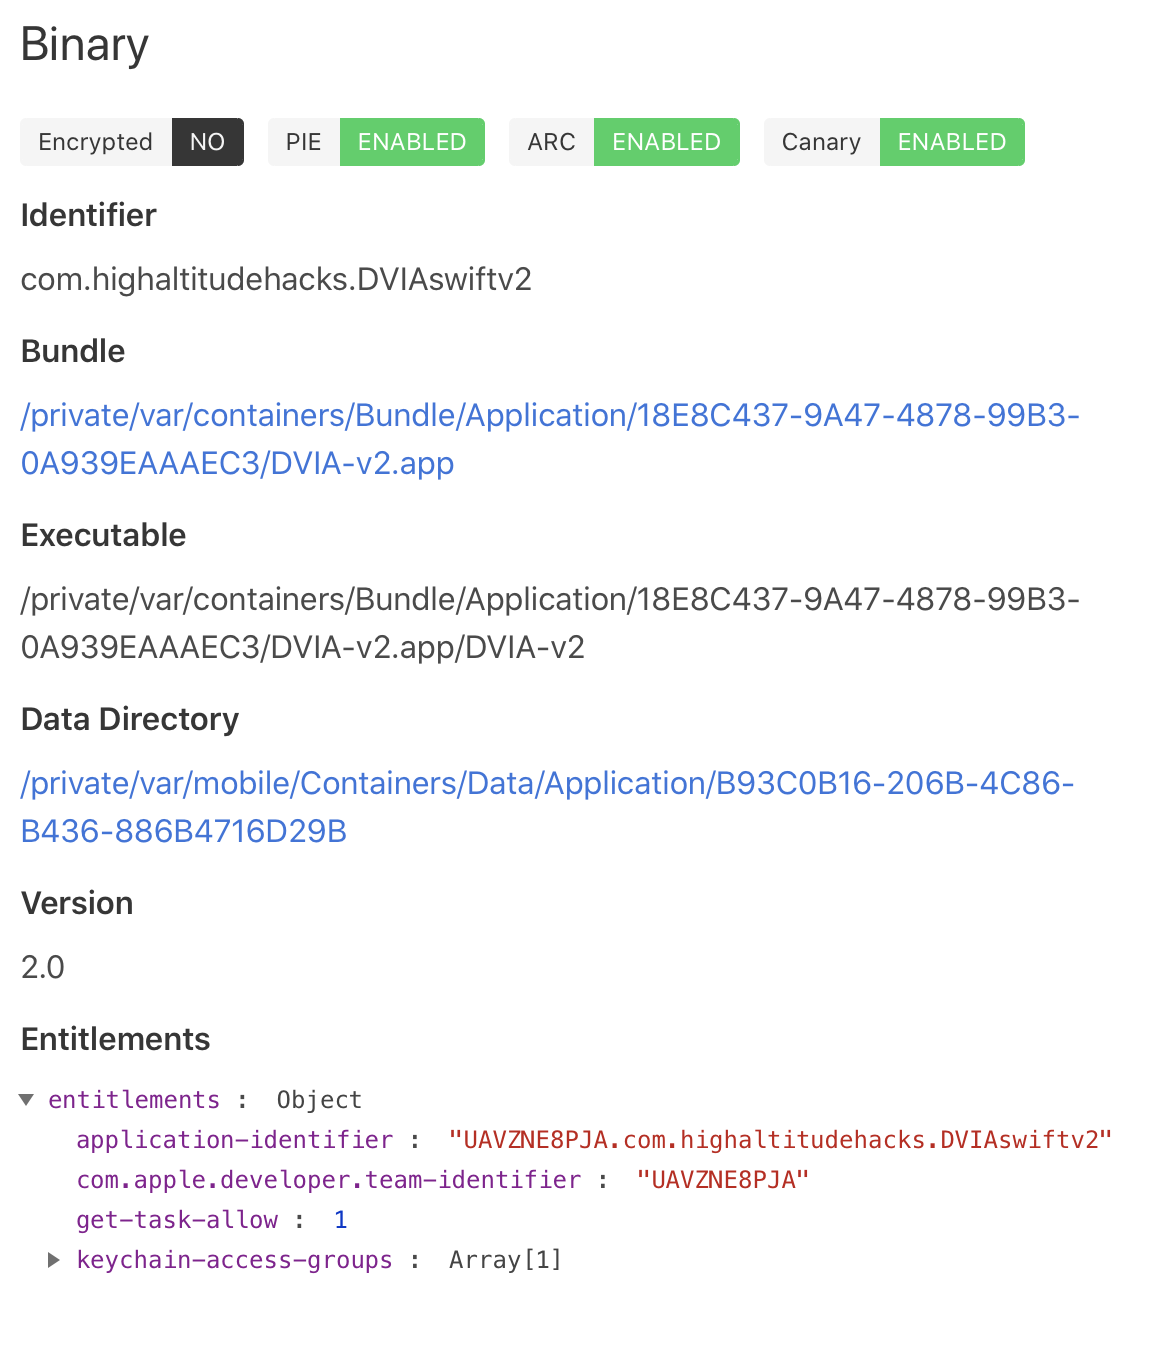 Binary
Encrypted NO PIE ENABLED ARC ENABLED Canary ENABLED
Identifier
com.highaltitudehacks.DVIAswiftv2
Bundle
/private/var/containers/Bundle/Application/18E8C437-9A47-4878-99B3-
0A939EAAAEC3/DVIA-v2.app
Executable
/private/var/containers/Bundle/Application/18E8C437-9A47-4878-99B3-
0A939EAAAEC3/DVIA-v2.app/DVIA-v2
Data Directory
/private/var/mobile/Containers/Data/Application/B93C0B16-206B-4C86-
B436-886B4716D29B
Version
2.0
Entitlements
entitlements : Object
application-identifier : "UAVZNE8PJA.com.highaltitudehacks.DVIAswiftv2"
com.apple.developer.team-identifier : "UAVZNE8PJA"
get-task-allow : 1
keychain-access-groups : Array[1]